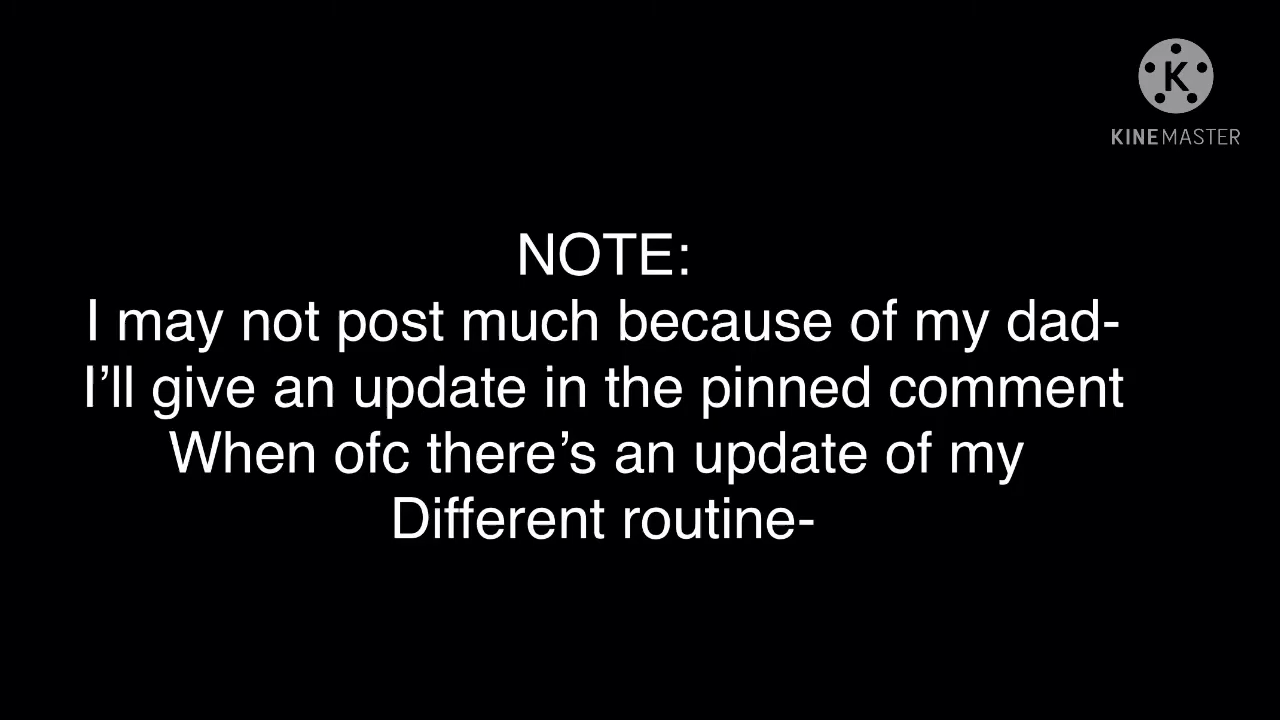 K
KINEMASTER
NOTE:
I may not post much because of my dad-
I’ll give an update in the pinned comment
When ofc there’s an update of my
Different routine-